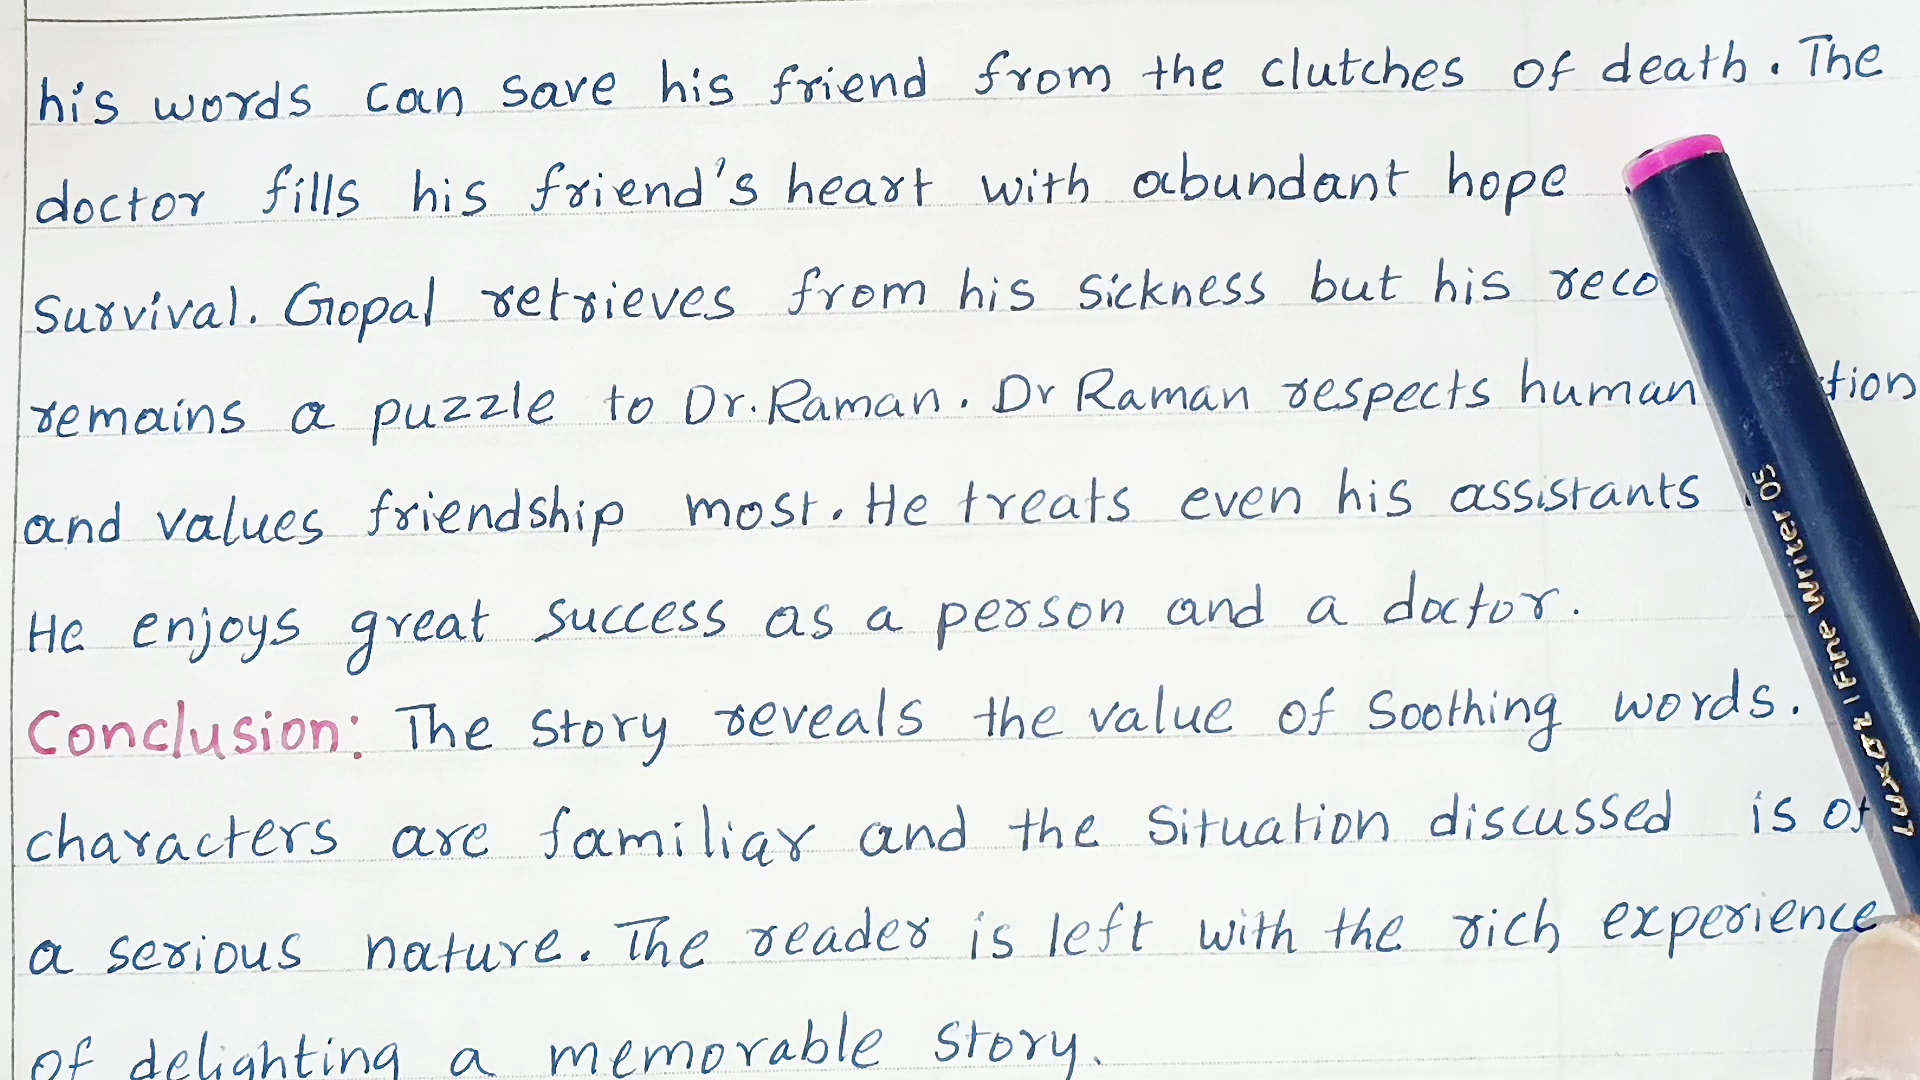 his words can save his friend from the clutches of death. The
doctor fills his friend's heart with abundant hope
Survival. Gopal retrieves from his sickness but his
remains a puzzle to Dr. Raman. Dr Raman respects human
and values friendship most. He treats even his assistants
He enjoys great success as a person and a doctor.
Conclusion: The Story reveals the value of Soothing words.
characters are familiar and the Situation discussed is of
a serious nature. The reader is left with the rich experience
of delighting a memorable Story.
Luxor | Fine Writer 05